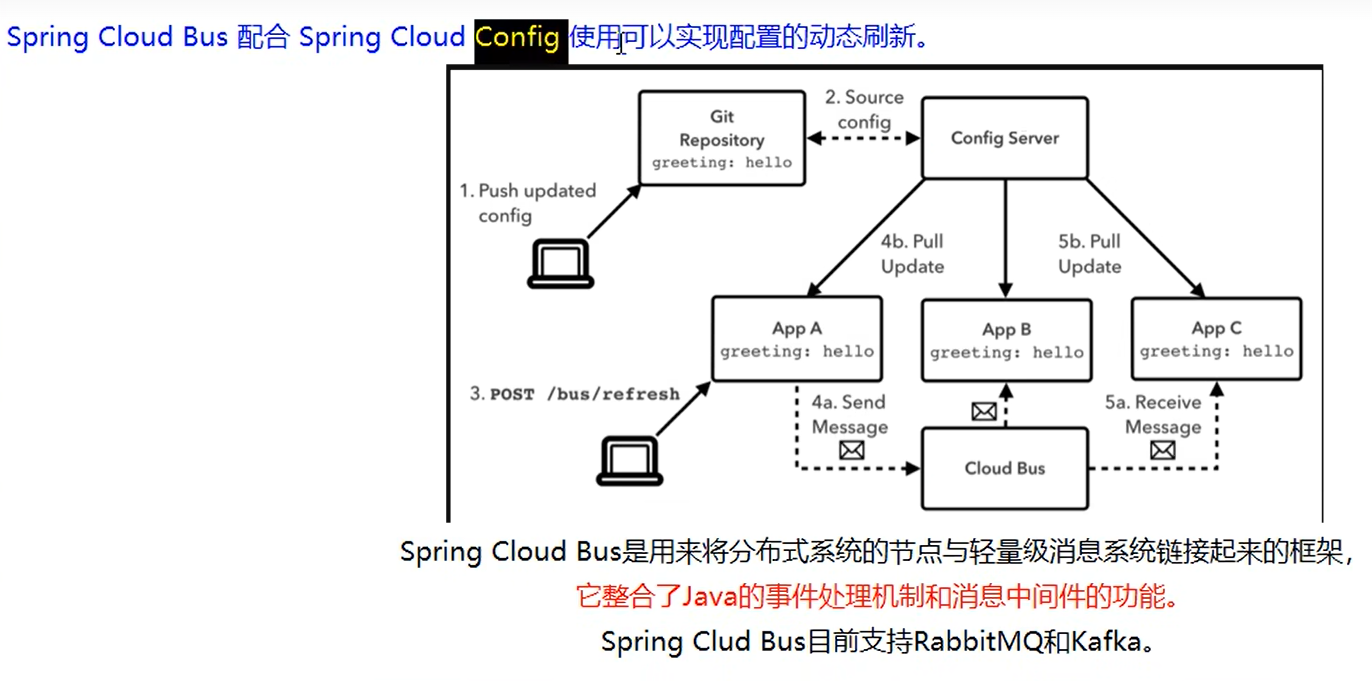 Spring Cloud Bus 配合 Spring Cloud Config 使用可以实现配置的动态刷新。
Git
Repository
greeting: hello
2. Source
config
Config Server
1. Push updated
config
4b. Pull
Update
5b. Pull
Update
App A
greeting: hello
App B
greeting: hello
App C
greeting: hello
3. POST /bus/refresh
4a. Send
Message
5a. Receive
Message
Cloud Bus
Spring Cloud Bus是用来将分布式系统的节点与轻量级消息系统链接起来的框架，
它整合了Java的事件处理机制和消息中间件的功能。
Spring Clud Bus目前支持RabbitMQ和Kafka。